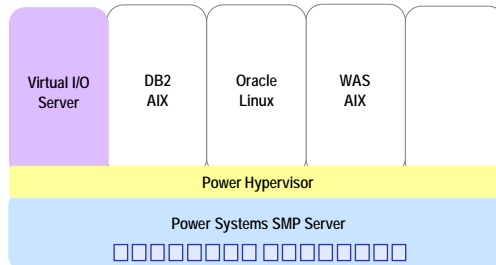 Virtual I/O
Server
DB2
AIX
Oracle
Linux
WAS
AIX
Power Hypervisor
Power Systems SMP Server